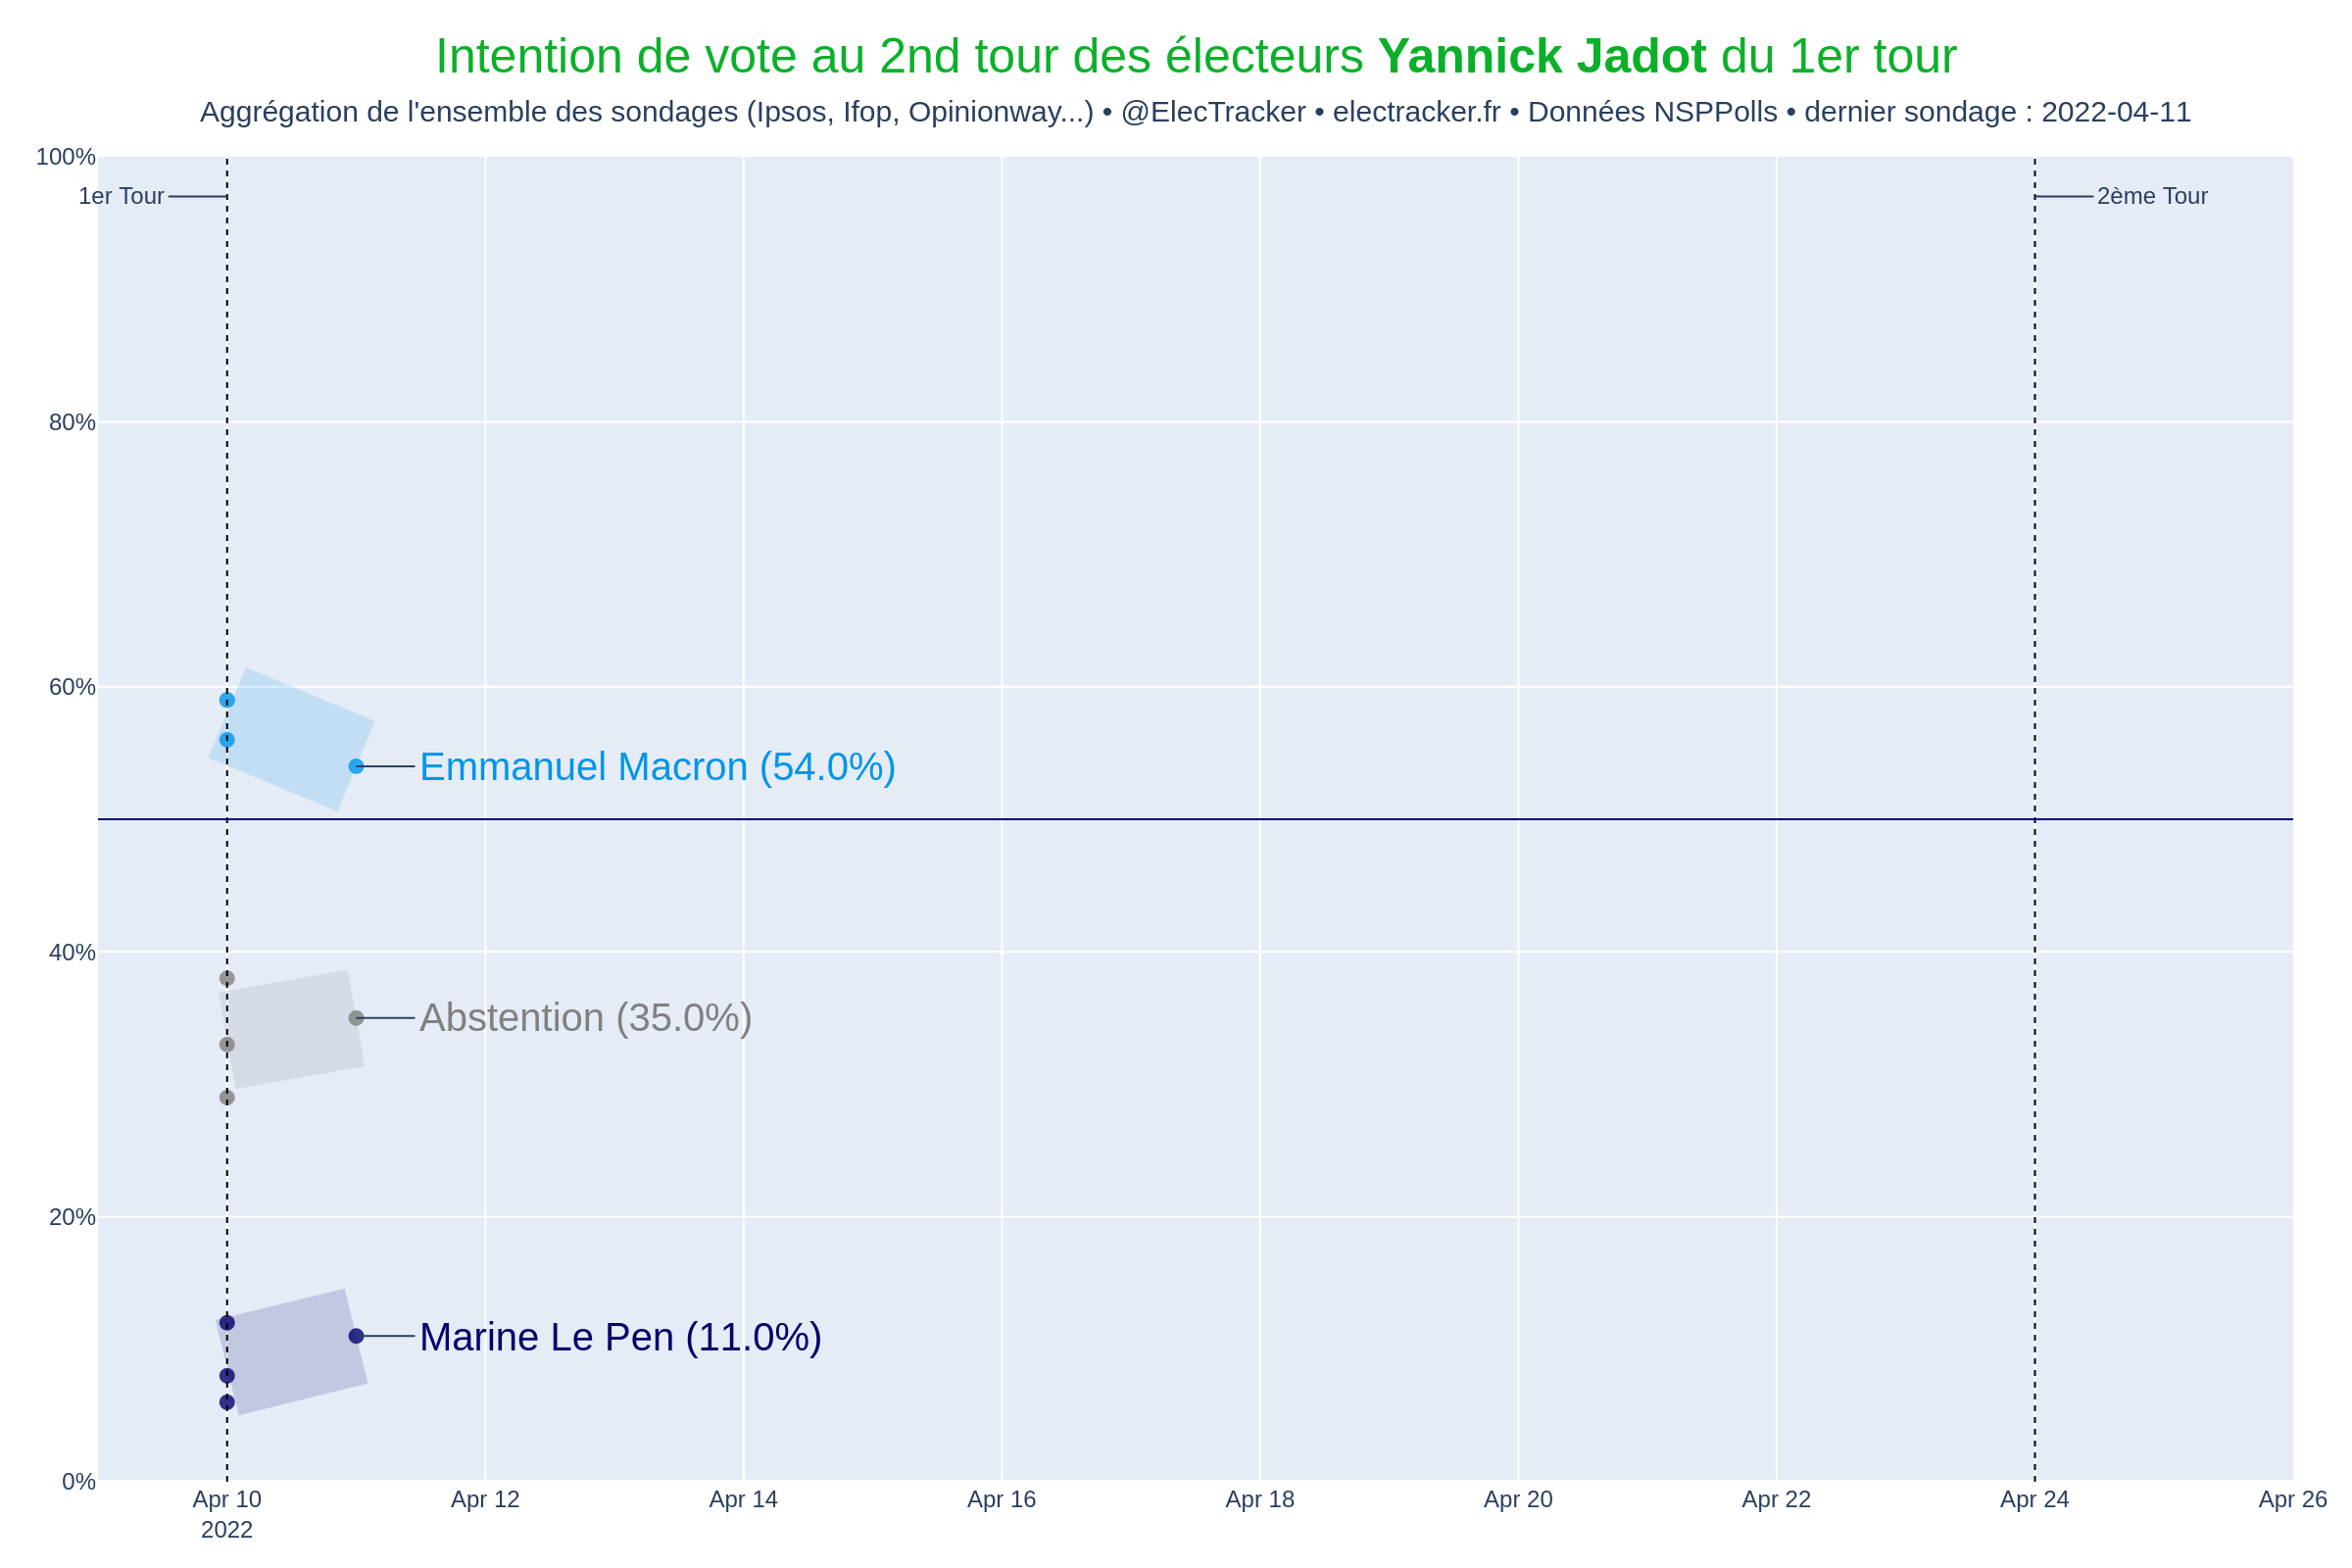 Intention de vote au 2nd tour des électeurs Yannick Jadot du 1er tour
Aggrégation de l'ensemble des sondages (Ipsos, Ifop, Opinionway...) • @ElecTracker • electracker.fr • Données NSPPolls • dernier sondage : 2022-04-11
100%
1er Tour
2ème Tour
80%
60%
Emmanuel Macron (54.0%)
40%
Abstention (35.0%)
20%
Marine Le Pen (11.0%)
0%
Apr 10 Apr 12 Apr 14 Apr 16 Apr 18 Apr 20 Apr 22 Apr 24 Apr 26
2022